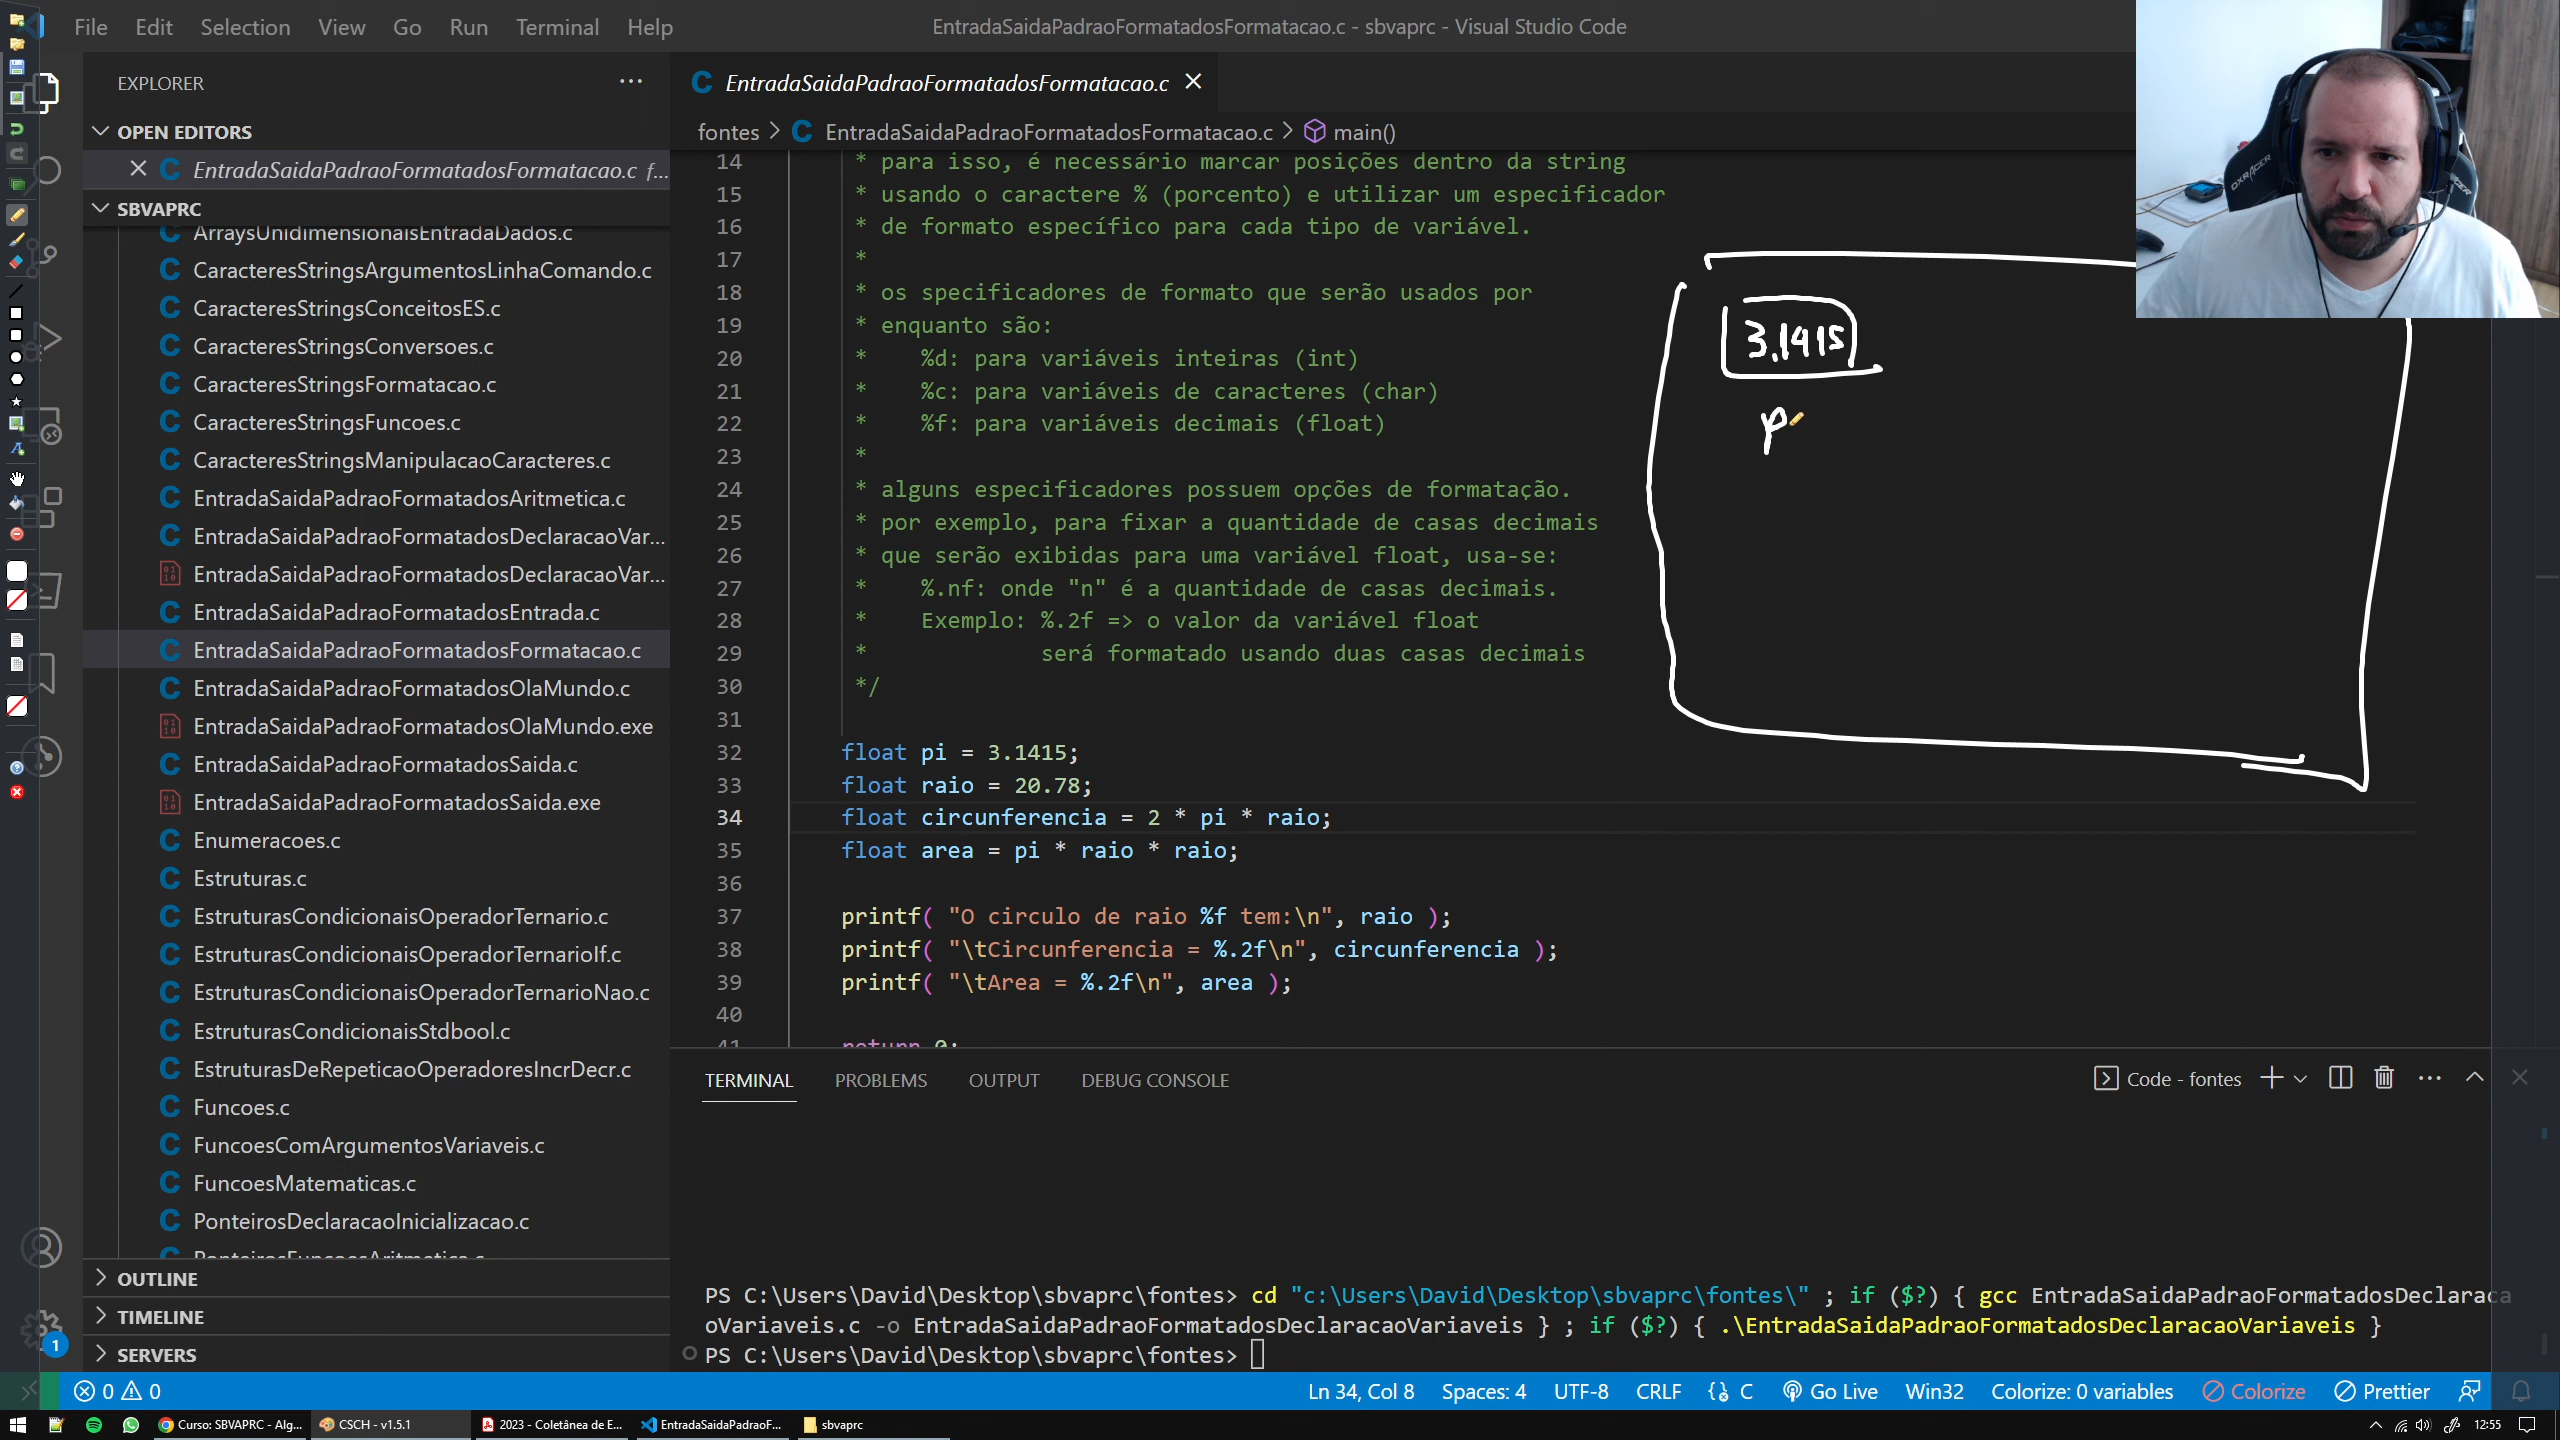 File Edit Selection View Go Run Terminal Help
EntradaSaidaPadraoFormatadosFormatacao.c - sbvaprc - Visual Studio Code
EXPLORER
OPEN EDITORS
EntradaSaidaPadraoFormatadosFormatacao.c f...
SBVAPRC
ArraysUnidimensionaisEntradaDados.c
CaracteresStringsArgumentosLinhaComando.c
CaracteresStringsConceitosES.c
CaracteresStringsConversoes.c
CaracteresStringsFormatacao.c
CaracteresStringsFuncoes.c
CaracteresStringsManipulacaoCaracteres.c
EntradaSaidaPadraoFormatadosAritmetica.c
EntradaSaidaPadraoFormatadosDeclaracaoVar...
EntradaSaidaPadraoFormatadosDeclaracaoVar...
EntradaSaidaPadraoFormatadosEntrada.c
EntradaSaidaPadraoFormatadosFormatacao.c
EntradaSaidaPadraoFormatadosOlaMundo.c
EntradaSaidaPadraoFormatadosOlaMundo.exe
EntradaSaidaPadraoFormatadosSaida.c
EntradaSaidaPadraoFormatadosSaida.exe
Enumeracoes.c
Estruturas.c
EstruturasCondicionaisOperadorTernario.c
EstruturasCondicionaisOperadorTernarioIf.c
EstruturasCondicionaisOperadorTernarioNao.c
EstruturasCondicionaisStdbool.c
EstruturasDeRepeticaoOperadoresIncrDecr.c
Funcoes.c
FuncoesComArgumentosVariaveis.c
FuncoesMatematicas.c
PonteirosDeclaracaoInicializacao.c
PonteirosFuncoesAritmetica.c
OUTLINE
TIMELINE
SERVERS
1
EntradaSaidaPadraoFormatadosFormatacao.c
fontes > EntradaSaidaPadraoFormatadosFormatacao.c > main()
14 * para isso, é necessário marcar posições dentro da string
15 * usando o caractere % (porcento) e utilizar um especificador
16 * de formato específico para cada tipo de variável.
17 *
18 * os specificadores de formato que serão usados por
19 * enquanto são:
20 * %d: para variáveis inteiras (int)
21 * %c: para variáveis de caracteres (char)
22 * %f: para variáveis decimais (float)
23 *
24 * alguns especificadores possuem opções de formatação.
25 * por exemplo, para fixar a quantidade de casas decimais
26 * que serão exibidas para uma variável float, usa-se:
27 * %.nf: onde "n" é a quantidade de casas decimais.
28 * Exemplo: %.2f => o valor da variável float
29 * será formatado usando duas casas decimais
30 */
31
32 float pi = 3.1415;
33 float raio = 20.78;
34 float circunferencia = 2 * pi * raio;
35 float area = pi * raio * raio;
36
37 printf( "O circulo de raio %f tem:\n", raio );
38 printf( "\tCircunferencia = %.2f\n", circunferencia );
39 printf( "\tArea = %.2f\n", area );
40
41 return 0;
3.1415
p
DXRACER
TERMINAL PROBLEMS OUTPUT DEBUG CONSOLE
Code - fontes
PS C:\Users\David\Desktop\sbvaprc\fontes> cd "c:\Users\David\Desktop\sbvaprc\fontes\" ; if ($?) { gcc EntradaSaidaPadraoFormatadosDeclaraca
oVariaveis.c -o EntradaSaidaPadraoFormatadosDeclaracaoVariaveis } ; if ($?) { .\EntradaSaidaPadraoFormatadosDeclaracaoVariaveis }
PS C:\Users\David\Desktop\sbvaprc\fontes>
0 0 Ln 34, Col 8 Spaces: 4 UTF-8 CRLF {} C Go Live Win32 Colorize: 0 variables Colorize Prettier
Curso: SBVAPRC - Alg... CSCH - v1.5.1 2023 - Coletânea de E... EntradaSaidaPadraoF... sbvaprc 12:55